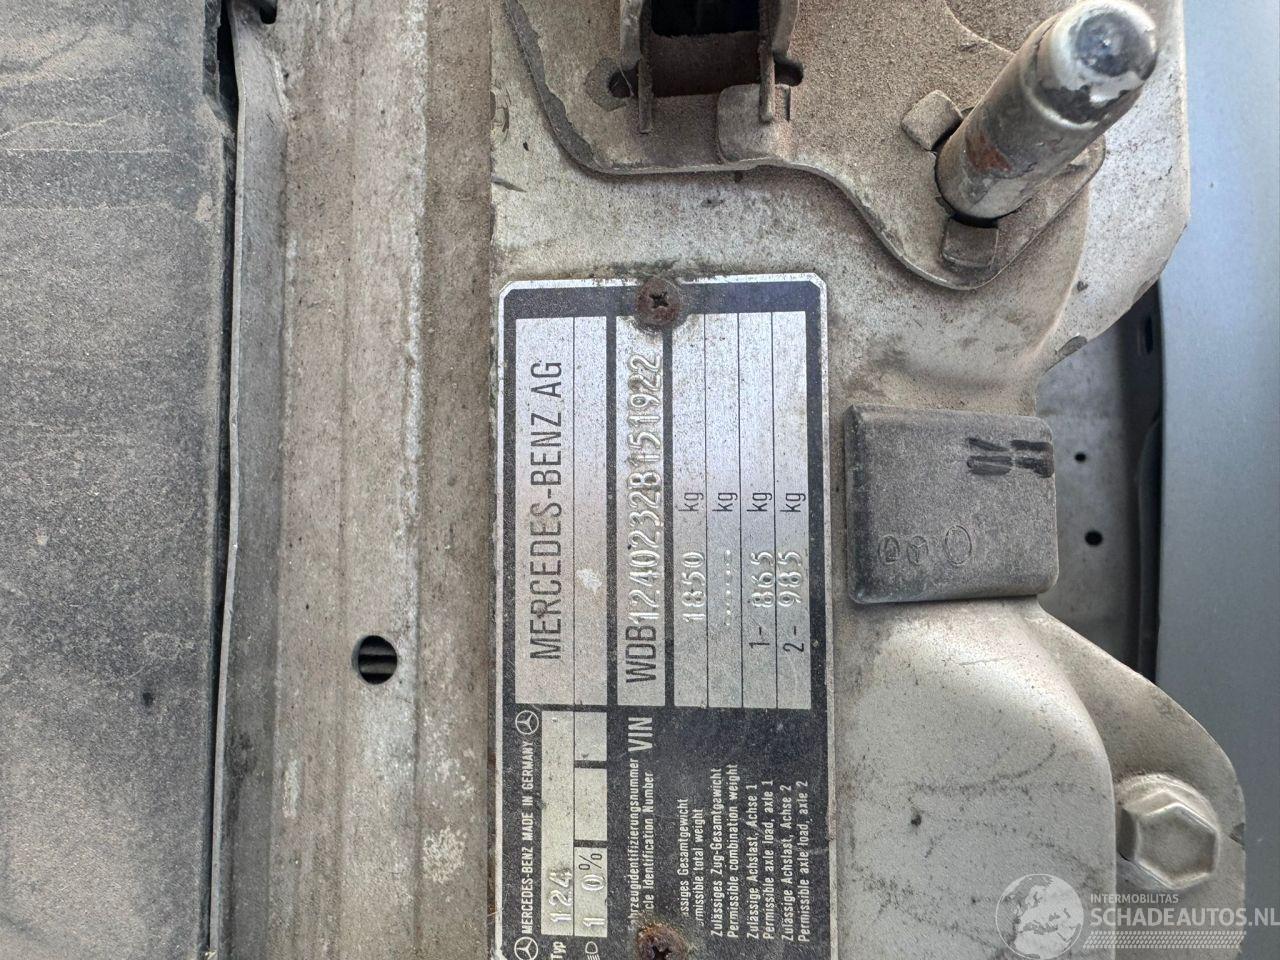 MERCEDES-BENZ MADE IN GERMANY
Typ 124 MERCEDES-BENZ AG
10%
Fahrzeugidentifizierungsnummer
Vehicle Identification Number VIN WDB1240232B151922
Zulässiges Gesamtgewicht
Permissible total weight 1850 kg
Zulässiges Zug-Gesamtgewicht
Permissible combination weight ...... kg
Zulässige Achslast, Achse 1
Permissible axle load, axle 1 1- 865 kg
Zulässige Achslast, Achse 2
Permissible axle load, axle 2 2- 985 kg
INTERMOBILITAS
SCHADEAUTOS.NL